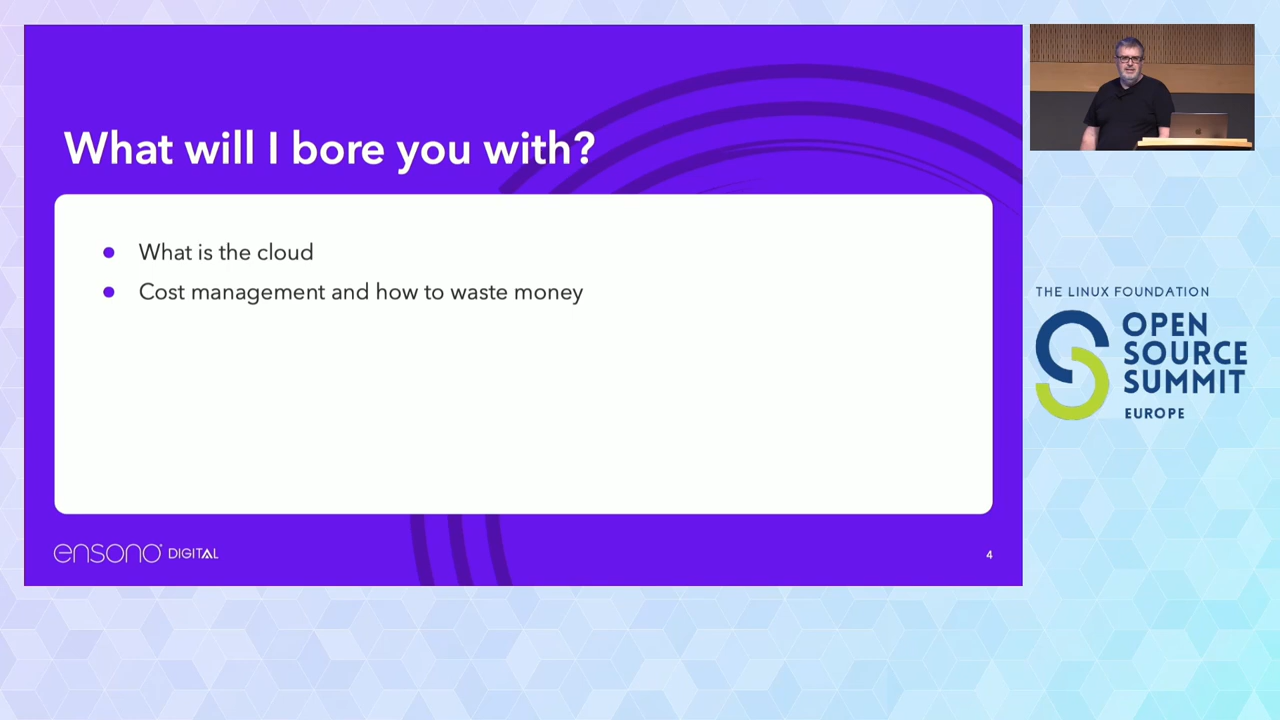 What will I bore you with?
What is the cloud
Cost management and how to waste money
ensono DIGITAL
4
THE LINUX FOUNDATION
OPEN
SOURCE
SUMMIT
EUROPE